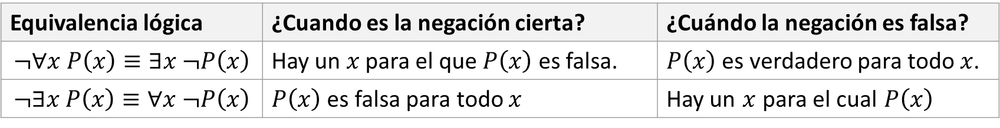 Equivalencia lógica ¿Cuando es la negación cierta? ¿Cuándo la negación es falsa?
¬∀x P(x) ≡ ∃x ¬P(x) Hay un x para el que P(x) es falsa. P(x) es verdadero para todo x.
¬∃x P(x) ≡ ∀x ¬P(x) P(x) es falsa para todo x Hay un x para el cual P(x)